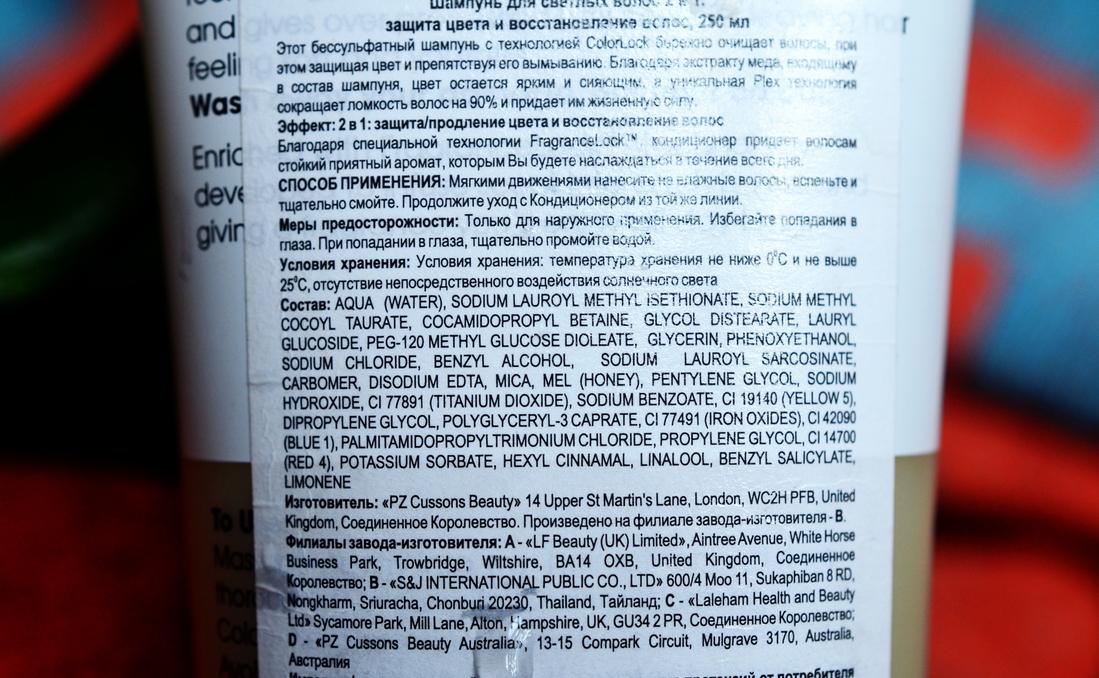 Шампунь для светлых волос 2 в 1:
защита цвета и восстановление волос, 250 мл
Этот бессульфатный шампунь с технологией ColorLock бережно очищает волосы, при
этом защищая цвет и препятствуя его вымыванию. Благодаря экстракту меда, входящему
в состав шампуня, цвет остается ярким и сияющим, а уникальная Plex технология
сокращает ломкость волос на 90% и придает им жизненную силу.
Эффект: 2 в 1: защита/продление цвета и восстановление волос
Благодаря специальной технологии FragranceLock™, кондиционер придает волосам
стойкий приятный аромат, которым Вы будете наслаждаться в течение всего дня.
СПОСОБ ПРИМЕНЕНИЯ: Мягкими движениями нанесите на влажные волосы, вспеньте и
тщательно смойте. Продолжите уход с Кондиционером из той же линии.
Меры предосторожности: Только для наружного применения. Избегайте попадания в
глаза. При попадании в глаза, тщательно промойте водой.
Условия хранения: Условия хранения: температура хранения не ниже 0°C и не выше
25°C, отсутствие непосредственного воздействия солнечного света
Состав: AQUA (WATER), SODIUM LAUROYL METHYL ISETHIONATE, SODIUM METHYL
COCOYL TAURATE, COCAMIDOPROPYL BETAINE, GLYCOL DISTEARATE, LAURYL
GLUCOSIDE, PEG-120 METHYL GLUCOSE DIOLEATE, GLYCERIN, PHENOXYETHANOL,
SODIUM CHLORIDE, BENZYL ALCOHOL, SODIUM LAUROYL SARCOSINATE,
CARBOMER, DISODIUM EDTA, MICA, MEL (HONEY), PENTYLENE GLYCOL, SODIUM
HYDROXIDE, CI 77891 (TITANIUM DIOXIDE), SODIUM BENZOATE, CI 19140 (YELLOW 5),
DIPROPYLENE GLYCOL, POLYGLYCERYL-3 CAPRATE, CI 77491 (IRON OXIDES), CI 42090
(BLUE 1), PALMITAMIDOPROPYLTRIMONIUM CHLORIDE, PROPYLENE GLYCOL, CI 14700
(RED 4), POTASSIUM SORBATE, HEXYL CINNAMAL, LINALOOL, BENZYL SALICYLATE,
LIMONENE
Изготовитель: «PZ Cussons Beauty» 14 Upper St Martin's Lane, London, WC2H PFB, United
Kingdom, Соединенное Королевство. Произведено на филиале завода-изготовителя - B.
Филиалы завода-изготовителя: A - «LF Beauty (UK) Limited», Aintree Avenue, White Horse
Business Park, Trowbridge, Wiltshire, BA14 OXB, United Kingdom, Соединенное
Королевство; B - «S&J INTERNATIONAL PUBLIC CO., LTD» 600/4 Moo 11, Sukaphiban 8 RD,
Nongkharm, Sriuracha, Chonburi 20230, Thailand, Тайланд; C - «Laleham Health and Beauty
Ltd» Sycamore Park, Mill Lane, Alton, Hampshire, UK, GU34 2 PR, Соединенное Королевство;
D - «PZ Cussons Beauty Australia», 13-15 Compark Circuit, Mulgrave 3170, Australia,
Австралия
and gives over
feeling
Was
Enric
deve
giving
To U
Mas